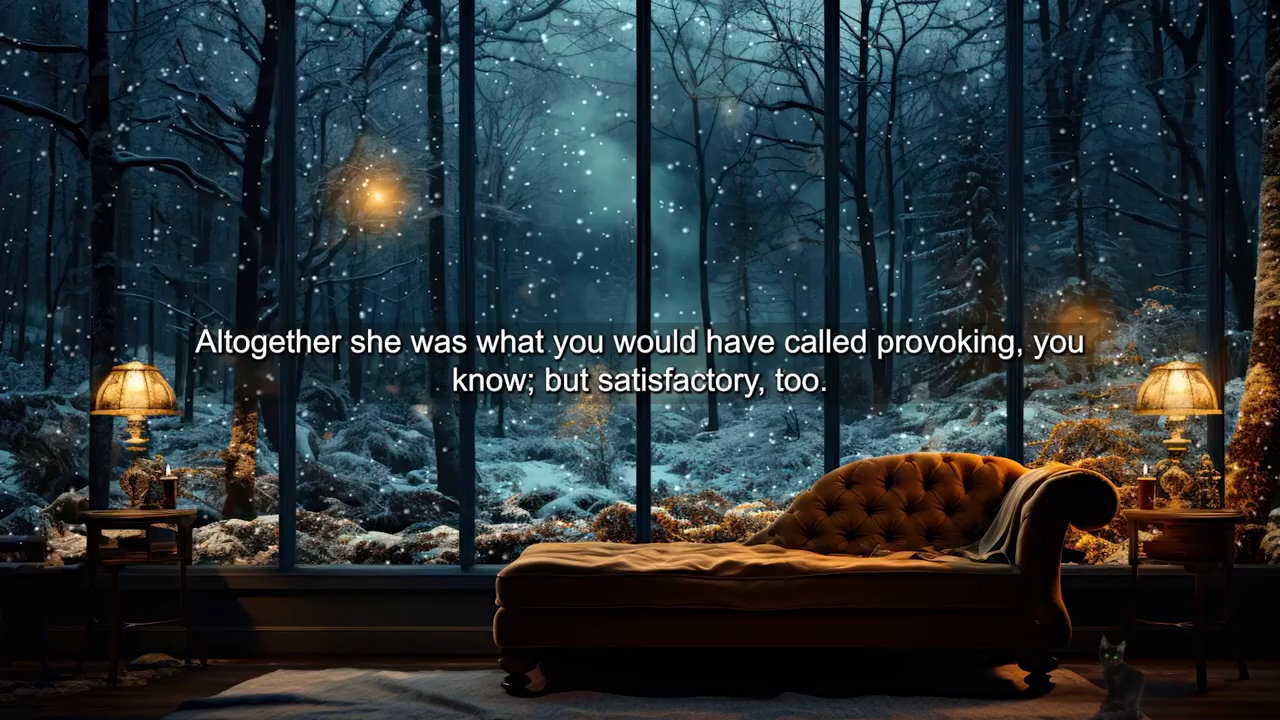 Altogether she was what you would have called provoking, you
know; but satisfactory, too.